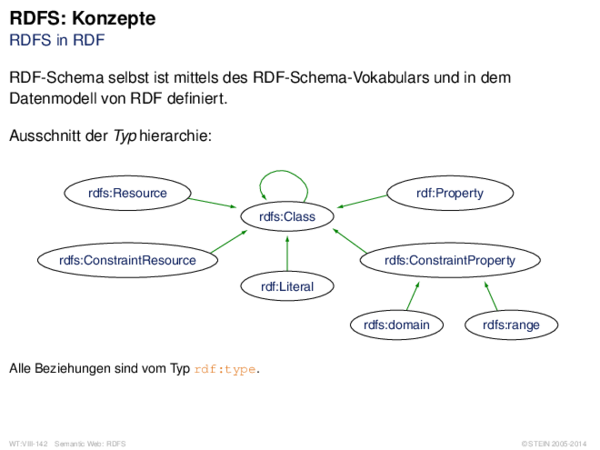 RDFS: Konzepte
RDFS in RDF
RDF-Schema selbst ist mittels des RDF-Schema-Vokabulars und in dem
Datenmodell von RDF definiert.
Ausschnitt der Typhierarchie:
rdfs:Resource
rdf:Property
rdfs:Class
rdfs:ConstraintResource
rdfs:ConstraintProperty
rdf:Literal
rdfs:domain
rdfs:range
Alle Beziehungen sind vom Typ rdf:type.
WT:VIII-142 Semantic Web: RDFS
© STEIN 2005-2014